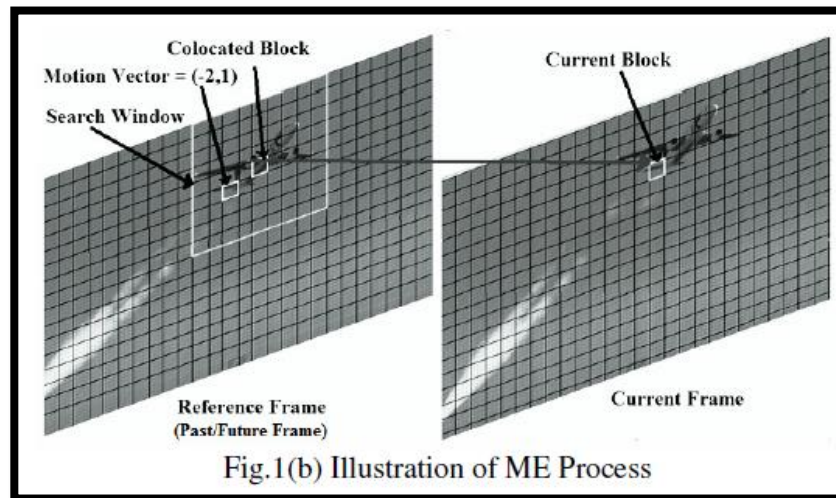 Colocated Block
Motion Vector = (-2,1)
Search Window
Current Block
Reference Frame
(Past/Future Frame)
Current Frame
Fig.1(b) Illustration of ME Process